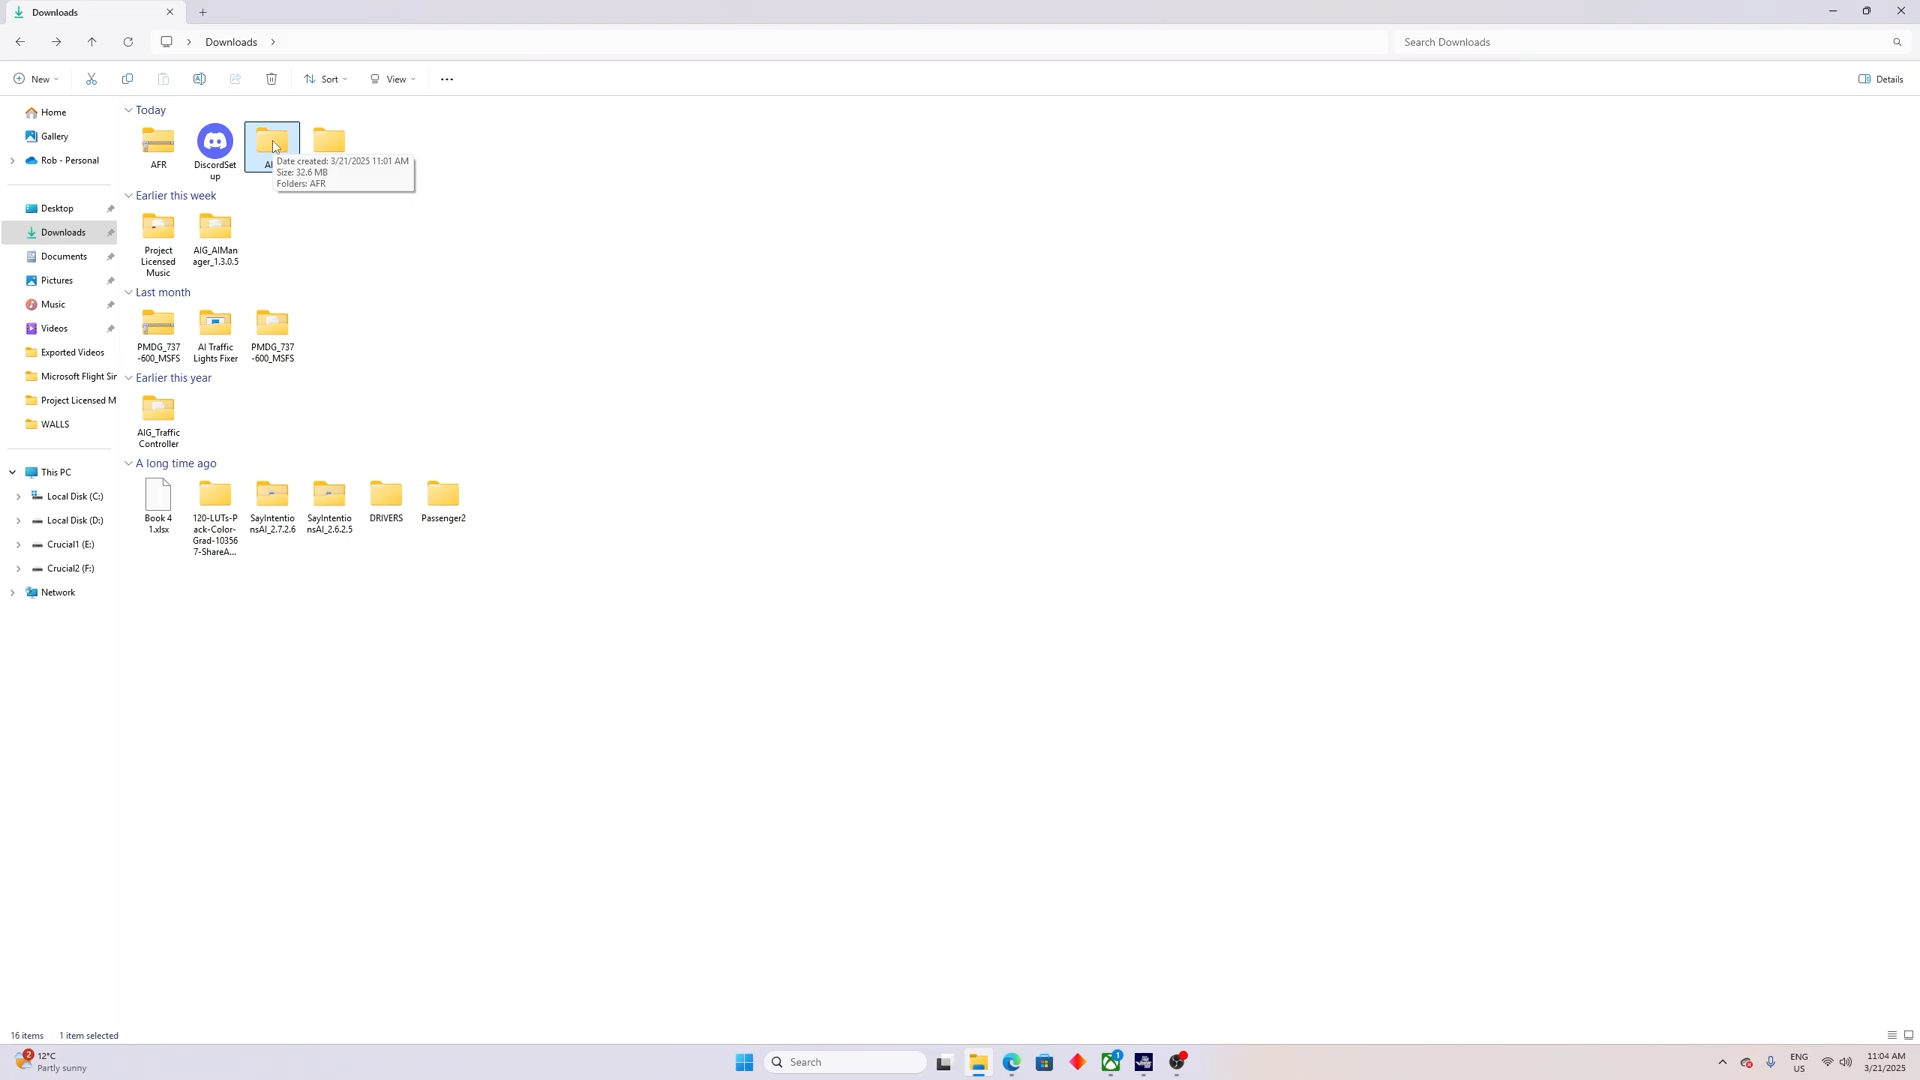 Downloads
Downloads
Search Downloads
New
Sort
View
Details
Home
Gallery
Rob - Personal
Desktop
Downloads
Documents
Pictures
Music
Videos
Exported Videos
Microsoft Flight Sir
Project Licensed M
WALLS
This PC
Local Disk (C:)
Local Disk (D:)
Crucial1 (E:)
Crucial2 (F:)
Network
Today
AFR
DiscordSet
up
Date created: 3/21/2025 11:01 AM
Size: 32.6 MB
Folders: AFR
Earlier this week
Project
Licensed
Music
AIG_AIMan
ager_1.3.0.5
Last month
PMDG_737
-600_MSFS
AI Traffic
Lights Fixer
PMDG_737
-600_MSFS
Earlier this year
AIG_Traffic
Controller
A long time ago
Book 4
1.xlsx
120-LUTs-P
ack-Color-
Grad-10356
7-ShareA...
SayIntentio
nsAI_2.7.2.6
SayIntentio
nsAI_2.6.2.5
DRIVERS
Passenger2
16 items
1 item selected
2
12°C
Partly sunny
Search
1
ENG
US
11:04 AM
3/21/2025